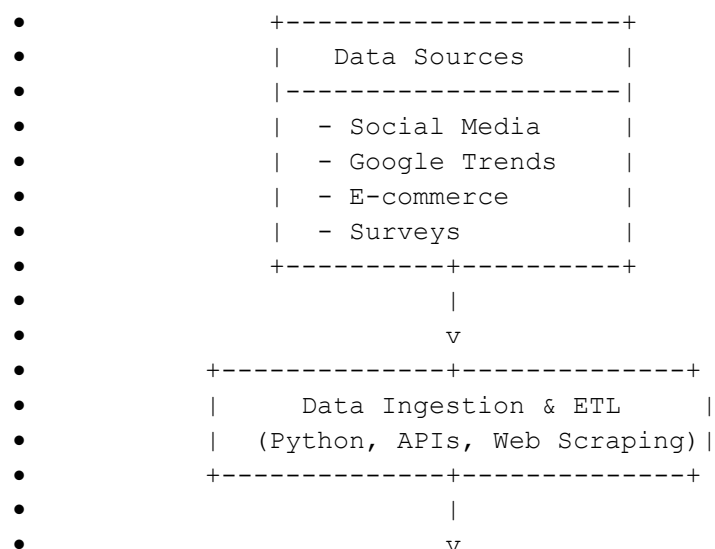 • +---------------------+
• | Data Sources |
• |---------------------|
• | - Social Media |
• | - Google Trends |
• | - E-commerce |
• | - Surveys |
• +----------+----------+
• |
• v
• +--------------+--------------+
• | Data Ingestion & ETL |
• | (Python, APIs, Web Scraping)|
• +--------------+--------------+
• |
• v